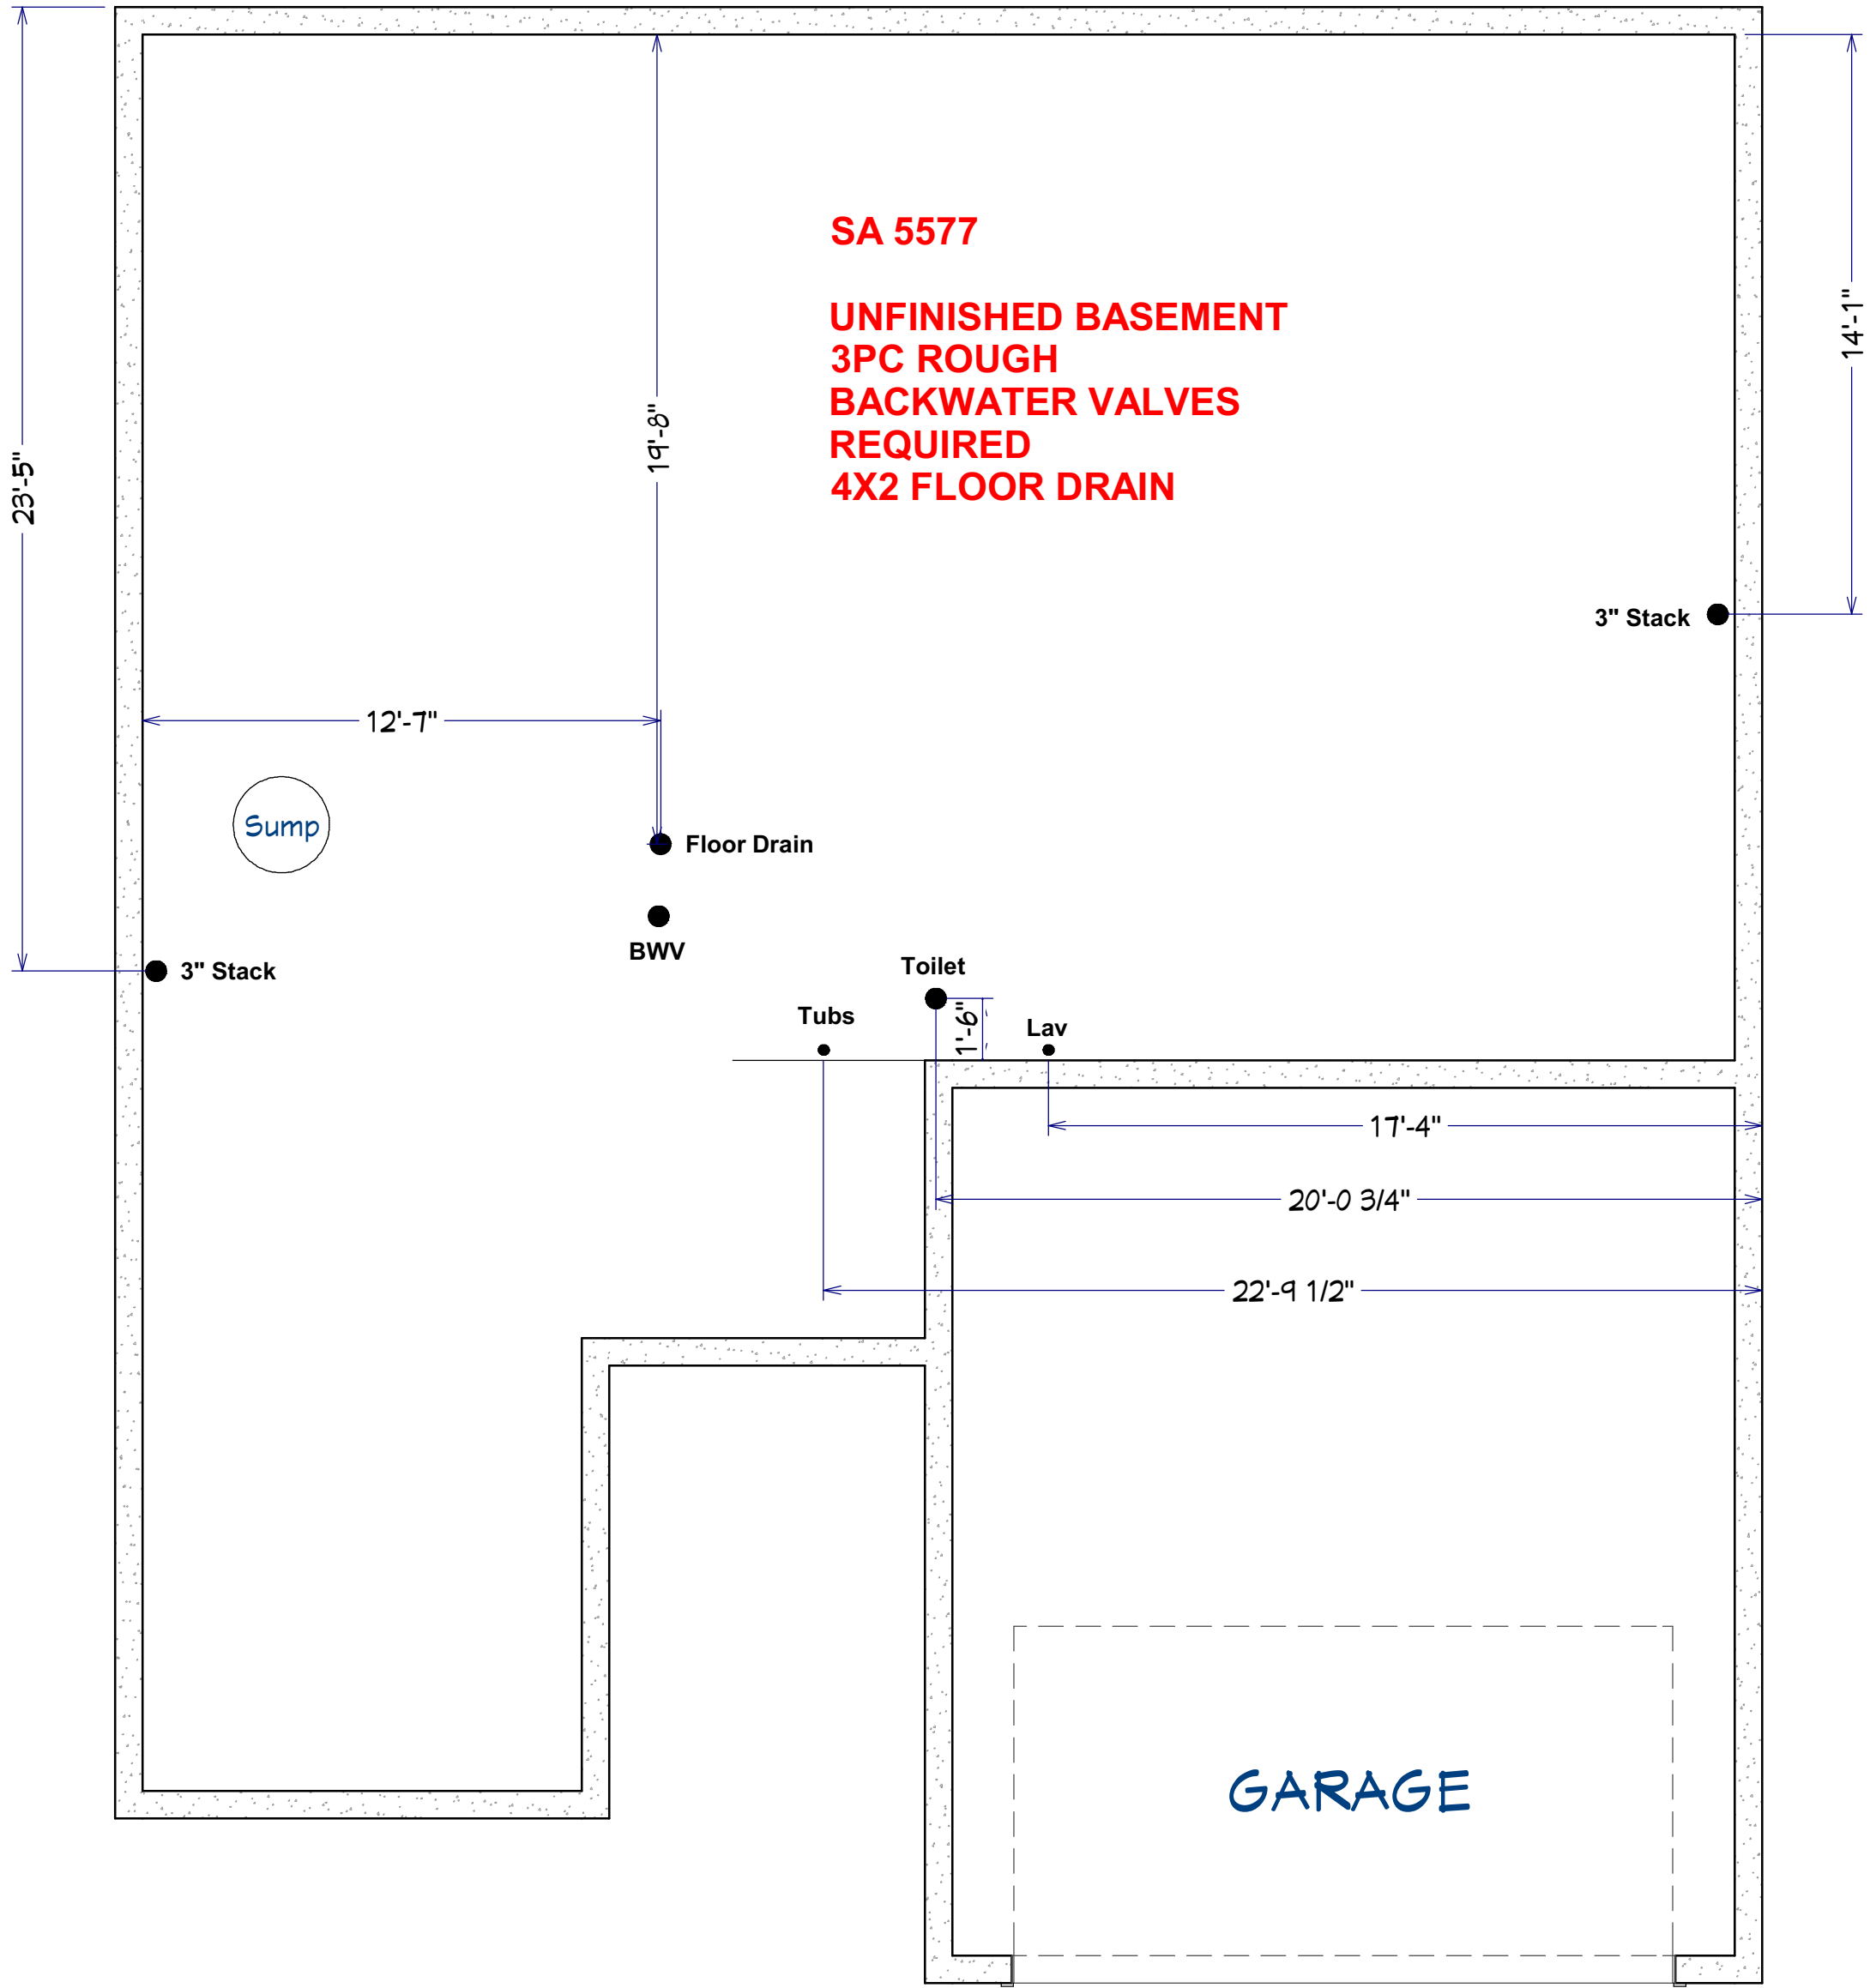 SA 5577
UNFINISHED BASEMENT
3PC ROUGH
BACKWATER VALVES
REQUIRED
4X2 FLOOR DRAIN
23'-5"
19'-8"
14'-1"
3" Stack
12'-7"
Sump
Floor Drain
BWV
3" Stack
Toilet
Tubs
1'-6"
Lav
17'-4"
20'-0 3/4"
22'-9 1/2"
GARAGE